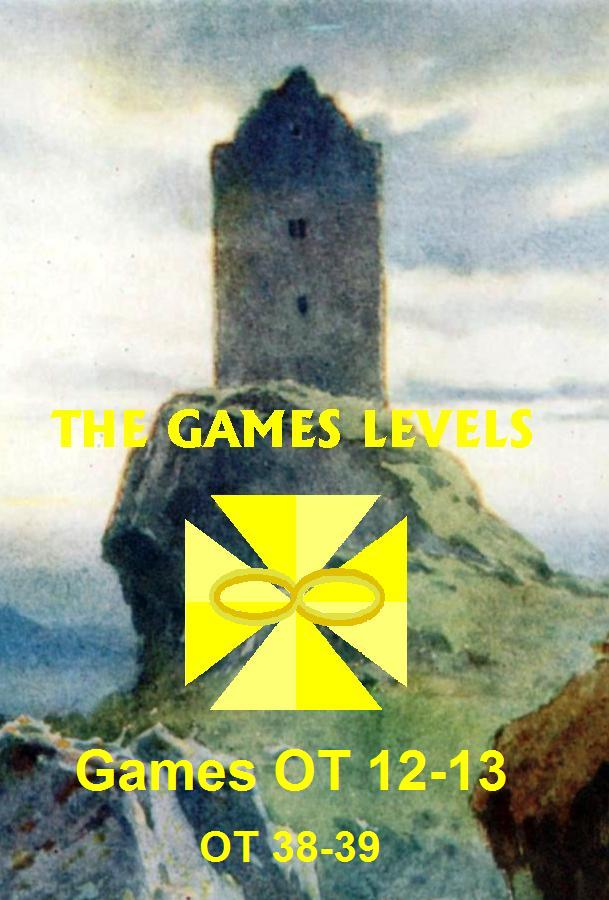 THE GAMES LEVELS
Games OT 12-13
OT 38-39